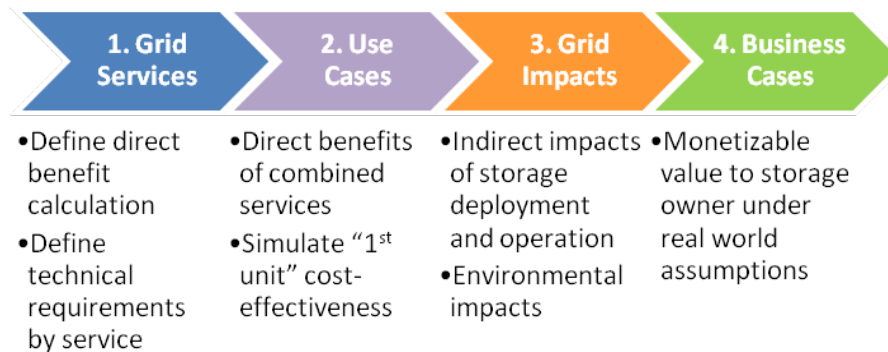 1. Grid
Services
2. Use
Cases
3. Grid
Impacts
4. Business
Cases
•Define direct
benefit
calculation
•Define
technical
requirements
by service
•Direct benefits
of combined
services
•Simulate “1st
unit” cost-
effectiveness
•Indirect impacts
of storage
deployment
and operation
•Environmental
impacts
•Monetizable
value to storage
owner under
real world
assumptions